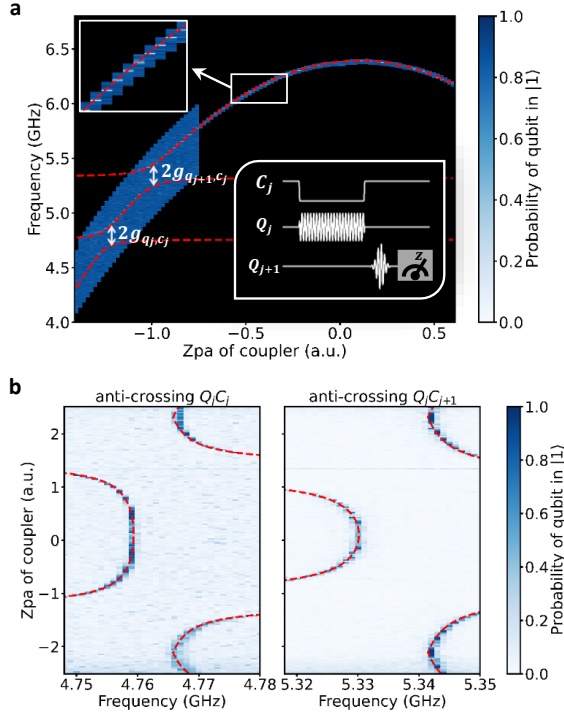 a
6.5
6.0
5.5
5.0
4.5
4.0
Frequency (GHz)
2g_{q_{j+1},c_j}
2g_{q_j,c_j}
C_j
Q_j
Q_{j+1}
Z
−1.0 −0.5 0.0 0.5
Zpa of coupler (a.u.)
1.0
0.8
0.6
0.4
0.2
0.0
Probability of qubit in |1⟩
b
anti-crossing Q_jC_j
anti-crossing Q_jC_{j+1}
2
1
0
−1
−2
Zpa of coupler (a.u.)
4.75 4.76 4.77 4.78
Frequency (GHz)
5.32 5.33 5.34 5.35
Frequency (GHz)
1.0
0.8
0.6
0.4
0.2
0.0
Probability of qubit in |1⟩